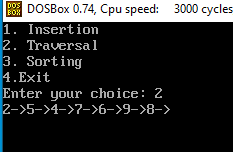 DOSBox 0.74, Cpu speed:    3000 cycles
1. Insertion
2. Traversal
3. Sorting
4.Exit
Enter your choice: 2
2->5->4->7->6->9->8->